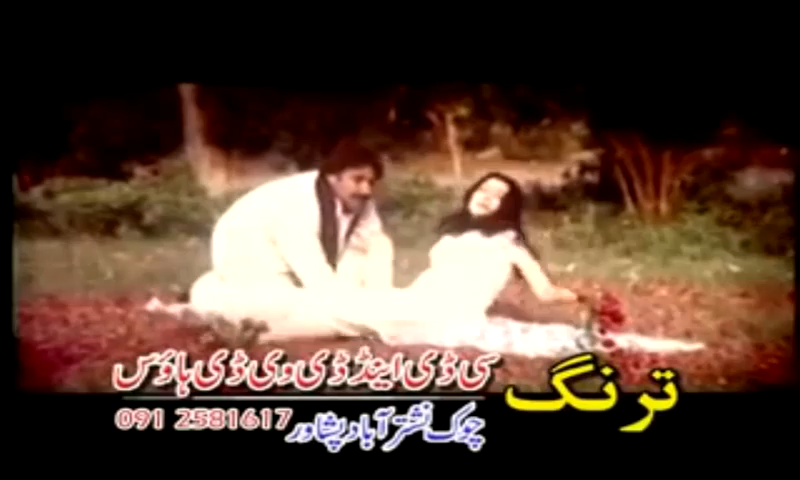 ترنگ
سی ڈی اینڈ ڈی وی ڈی ہاؤس
چوک نشتر آباد پشاور 091 2581617